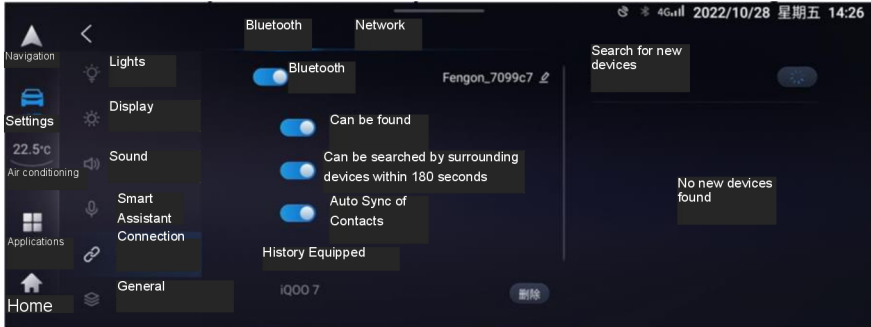 4G 2022/10/28 星期五 14:26
Bluetooth
Network
Navigation
Lights
Bluetooth
Fengon_7099c7
Search for new
devices
Settings
Display
Can be found
22.5°C
Air conditioning
Sound
Can be searched by surrounding
devices within 180 seconds
No new devices
found
Smart
Assistant
Auto Sync of
Contacts
Applications
Connection
History Equipped
Home
General
iQOO 7
删除